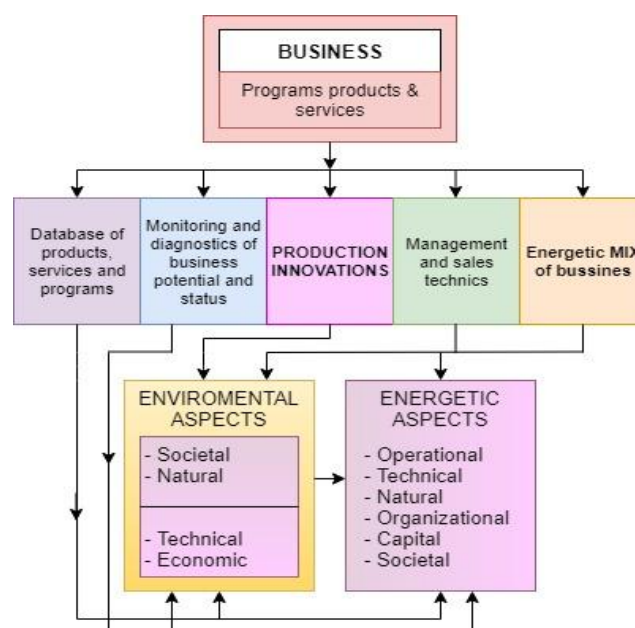 BUSINESS
Programs products &
services
Database of
products,
services and
programs
Monitoring and
diagnostics of
business
potential and
status
PRODUCTION
INNOVATIONS
Management
and sales
technics
Energetic MIX
of bussines
ENVIROMENTAL
ASPECTS
- Societal
- Natural
- Technical
- Economic
ENERGETIC
ASPECTS
- Operational
- Technical
- Natural
- Organizational
- Capital
- Societal